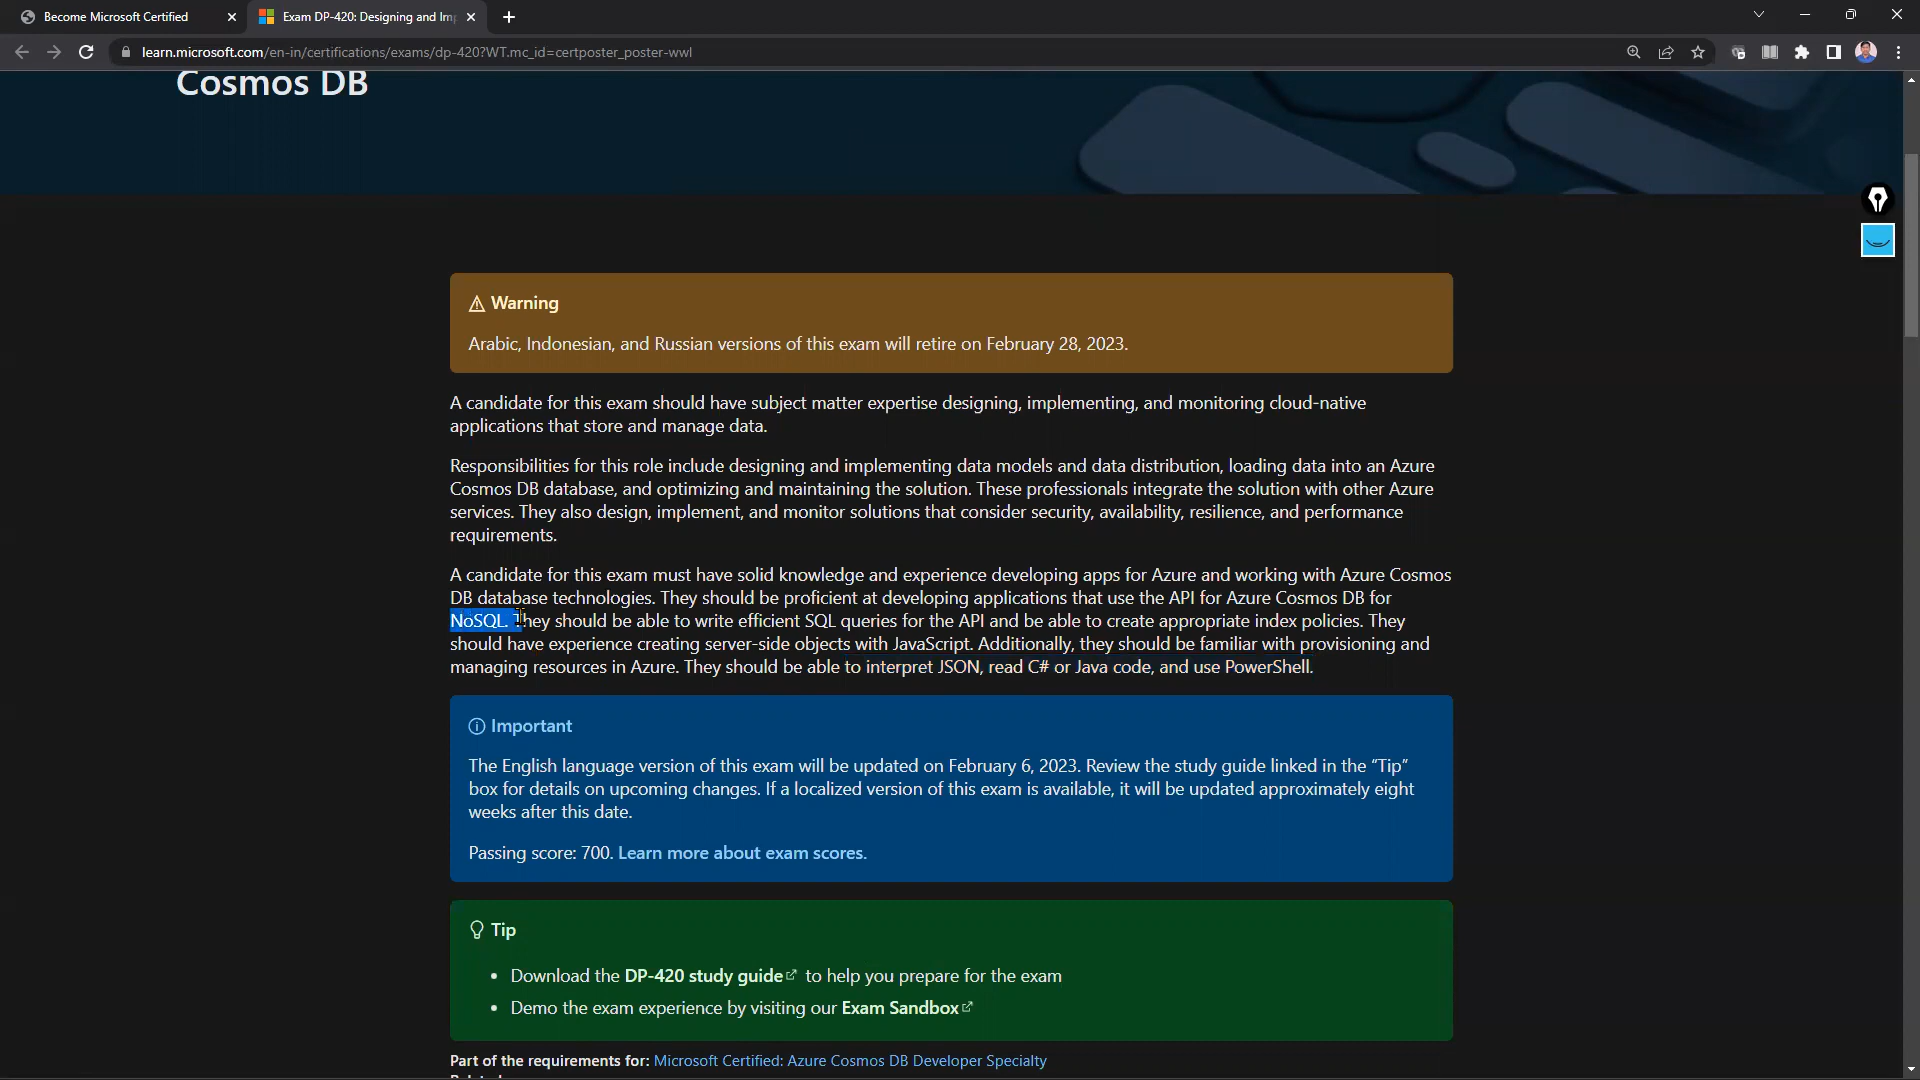 Become Microsoft Certified
Exam DP-420: Designing and Imp
learn.microsoft.com/en-in/certifications/exams/dp-420?WT.mc_id=certposter_poster-wwl
Cosmos DB
Warning
Arabic, Indonesian, and Russian versions of this exam will retire on February 28, 2023.
A candidate for this exam should have subject matter expertise designing, implementing, and monitoring cloud-native
applications that store and manage data.
Responsibilities for this role include designing and implementing data models and data distribution, loading data into an Azure
Cosmos DB database, and optimizing and maintaining the solution. These professionals integrate the solution with other Azure
services. They also design, implement, and monitor solutions that consider security, availability, resilience, and performance
requirements.
A candidate for this exam must have solid knowledge and experience developing apps for Azure and working with Azure Cosmos
DB database technologies. They should be proficient at developing applications that use the API for Azure Cosmos DB for
NoSQL. They should be able to write efficient SQL queries for the API and be able to create appropriate index policies. They
should have experience creating server-side objects with JavaScript. Additionally, they should be familiar with provisioning and
managing resources in Azure. They should be able to interpret JSON, read C# or Java code, and use PowerShell.
Important
The English language version of this exam will be updated on February 6, 2023. Review the study guide linked in the “Tip”
box for details on upcoming changes. If a localized version of this exam is available, it will be updated approximately eight
weeks after this date.
Passing score: 700. Learn more about exam scores.
Tip
• Download the DP-420 study guide to help you prepare for the exam
• Demo the exam experience by visiting our Exam Sandbox
Part of the requirements for: Microsoft Certified: Azure Cosmos DB Developer Specialty